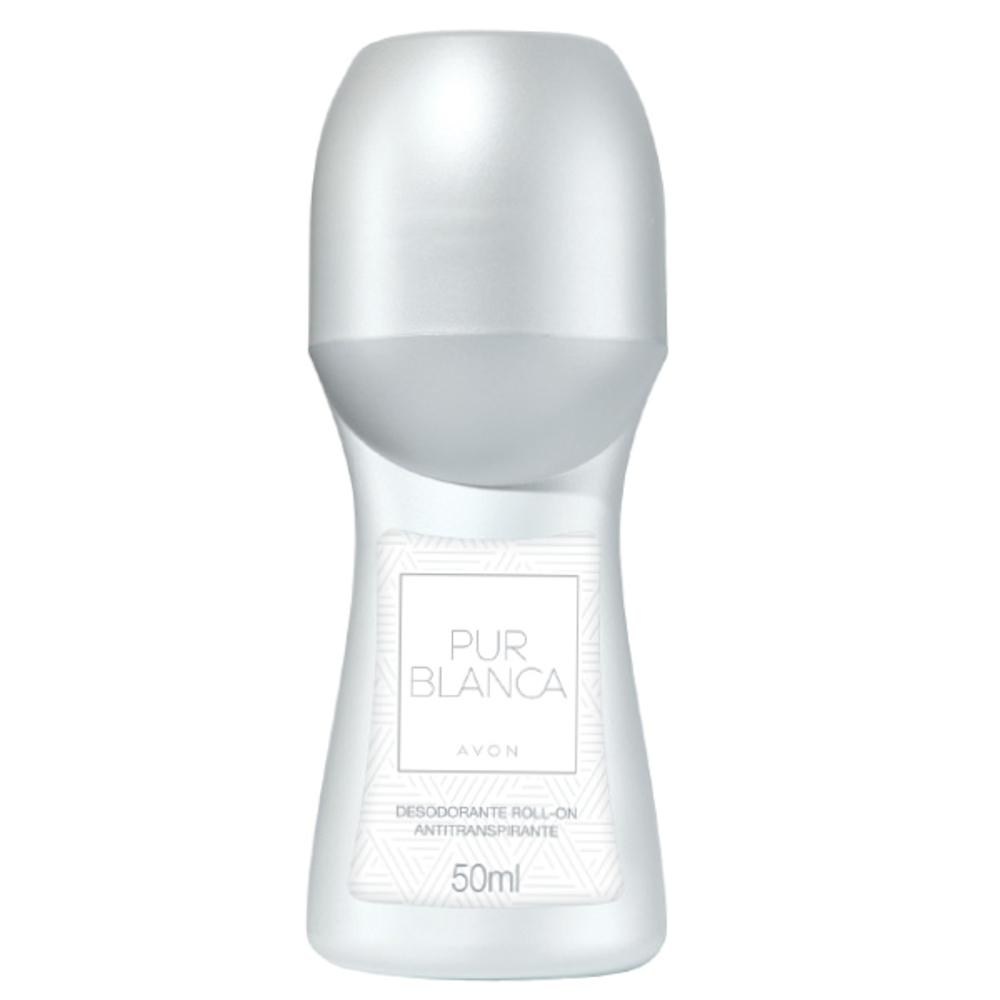 PUR
BLANCA
AVON
DESODORANTE ROLL-ON
ANTITRANSPIRANTE
50ml